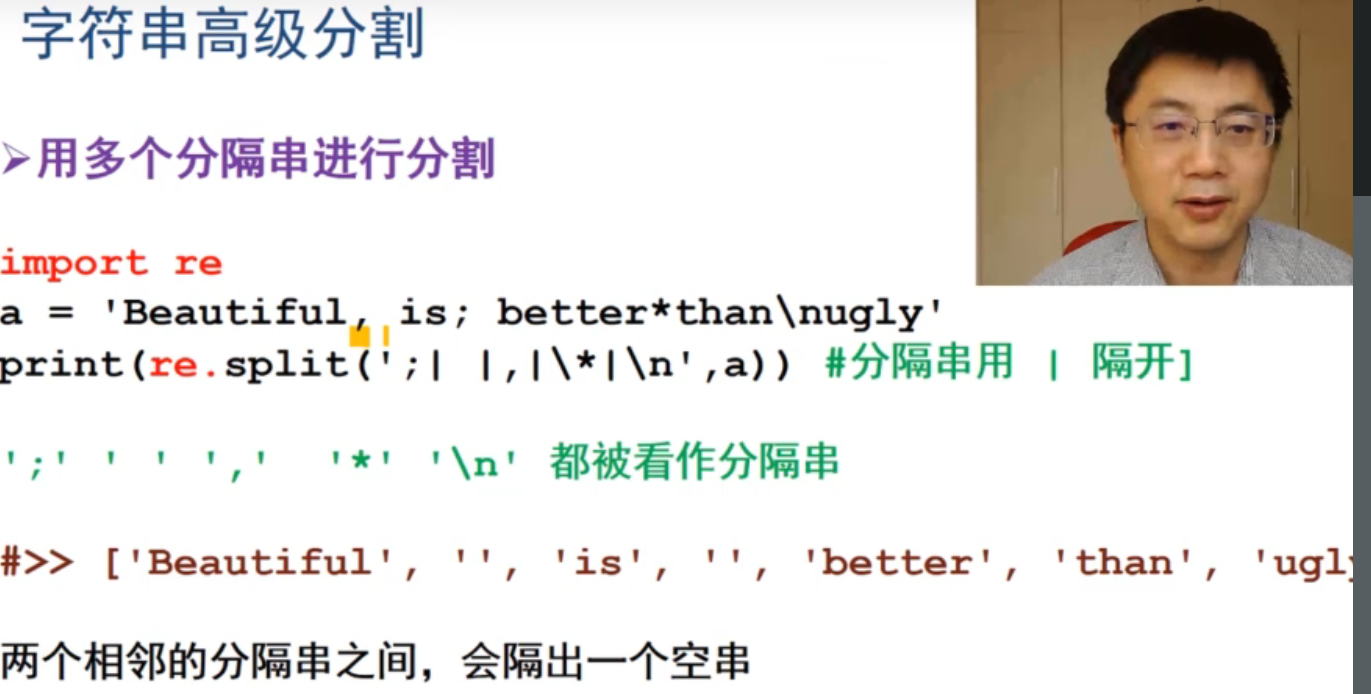 字符串高级分割
➢用多个分隔串进行分割
import re
a = 'Beautiful, is; better*than\nugly'
print(re.split(';| |,|\*|\n',a)) #分隔串用 | 隔开]
';' ' ' ',' '*' '\n' 都被看作分隔串
#>> ['Beautiful', '', 'is', '', 'better', 'than', 'ugly
两个相邻的分隔串之间，会隔出一个空串